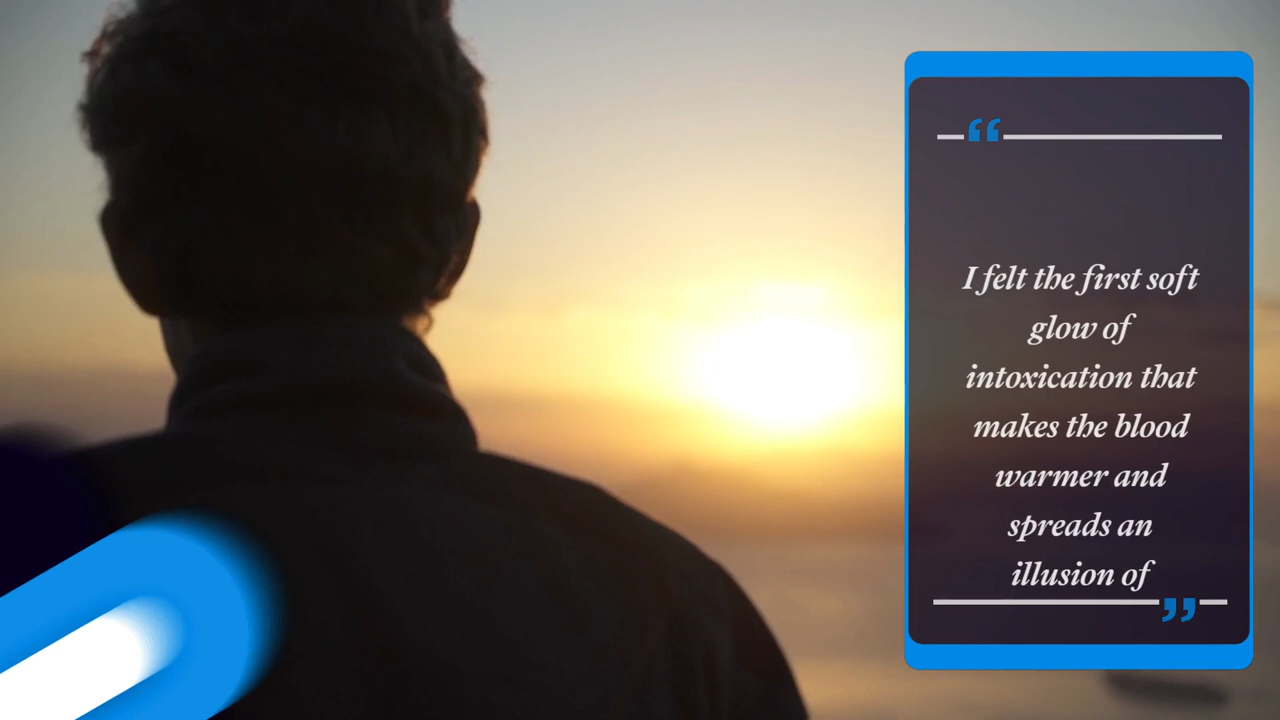 “
I felt the first soft
glow of
intoxication that
makes the blood
warmer and
spreads an
illusion of
”